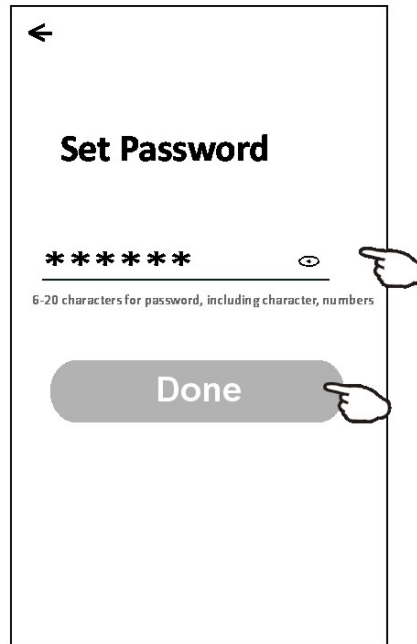 Set Password
******
6-20 characters for password, including character, numbers
Done